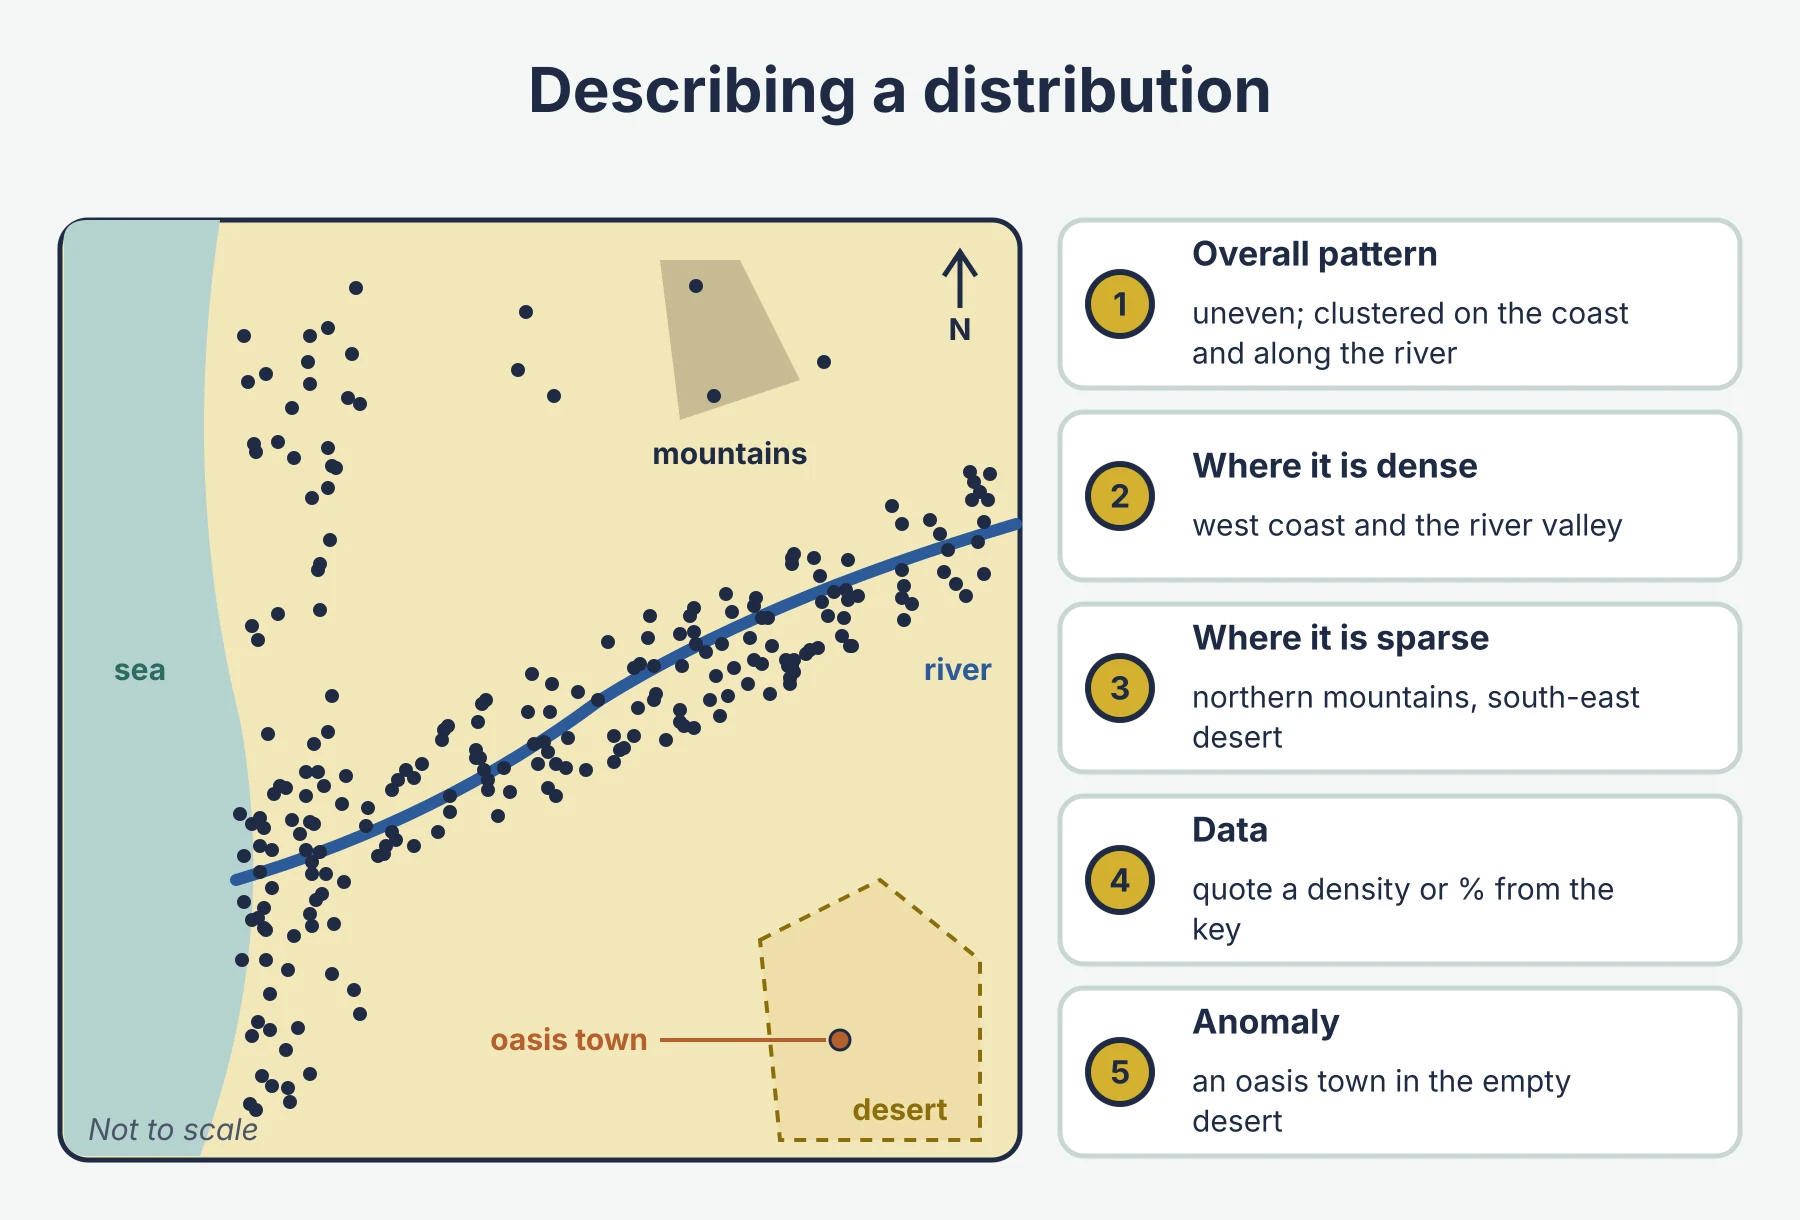 Describing a distribution
N
mountains
sea
river
oasis town
desert
Not to scale
1
Overall pattern
uneven; clustered on the coast
and along the river
2
Where it is dense
west coast and the river valley
3
Where it is sparse
northern mountains, south-east
desert
4
Data
quote a density or % from the
key
5
Anomaly
an oasis town in the empty
desert